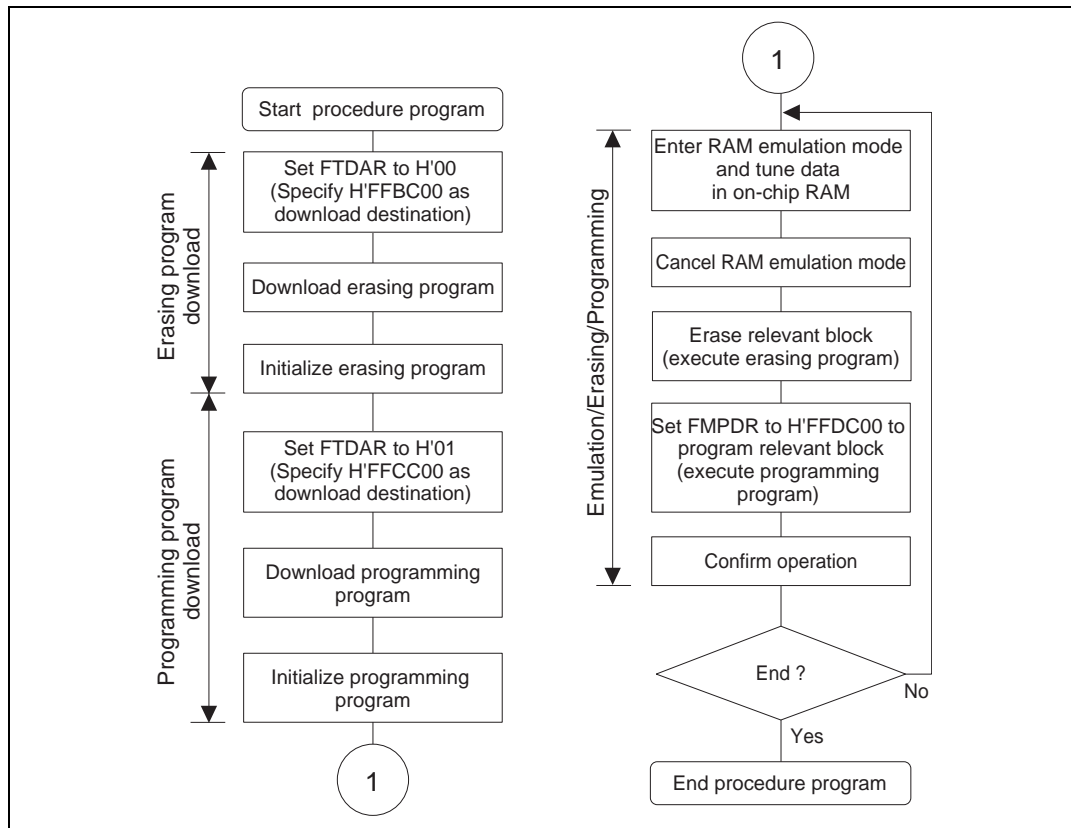 Start procedure program
Erasing program
download
Set FTDAR to H'00
(Specify H'FFBC00 as
download destination)
Download erasing program
Initialize erasing program
Programming program
download
Set FTDAR to H'01
(Specify H'FFCC00 as
download destination)
Download programming
program
Initialize programming
program
1
1
Emulation/Erasing/Programming
Enter RAM emulation mode
and tune data
in on-chip RAM
Cancel RAM emulation mode
Erase relevant block
(execute erasing program)
Set FMPDR to H'FFDC00 to
program relevant block
(execute programming
program)
Confirm operation
End ?
No
Yes
End procedure program